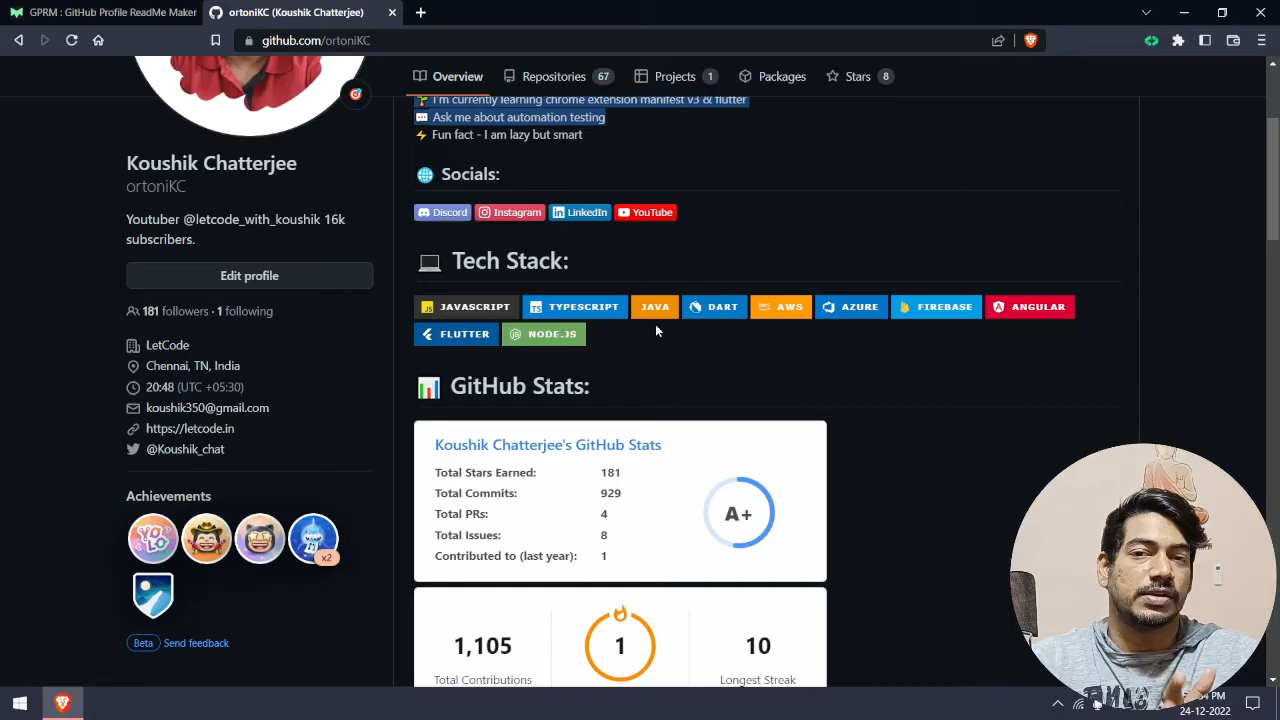 GPRM : GitHub Profile ReadMe Maker
ortoniKC (Koushik Chatterjee)
github.com/ortoniKC
Overview
Repositories 67
Projects 1
Packages
Stars 8
I'm currently learning chrome extension manifest v3 & flutter
Ask me about automation testing
Fun fact - I am lazy but smart
Koushik Chatterjee
ortoniKC
Youtuber @letcode_with_koushik 16k
subscribers.
Edit profile
181 followers · 1 following
LetCode
Chennai, TN, India
20:48 (UTC +05:30)
koushik350@gmail.com
https://letcode.in
@Koushik_chat
Achievements
YOLO
x2
Beta Send feedback
Socials:
Discord Instagram LinkedIn YouTube
Tech Stack:
JS JAVASCRIPT TS TYPESCRIPT JAVA DART aws AWS AZURE FIREBASE ANGULAR
FLUTTER NODE.JS
GitHub Stats:
Koushik Chatterjee's GitHub Stats
Total Stars Earned: 181
Total Commits: 929
Total PRs: 4
Total Issues: 8
Contributed to (last year): 1
A+
1,105
Total Contributions
1
10
Longest Streak
PM
24-12-2022